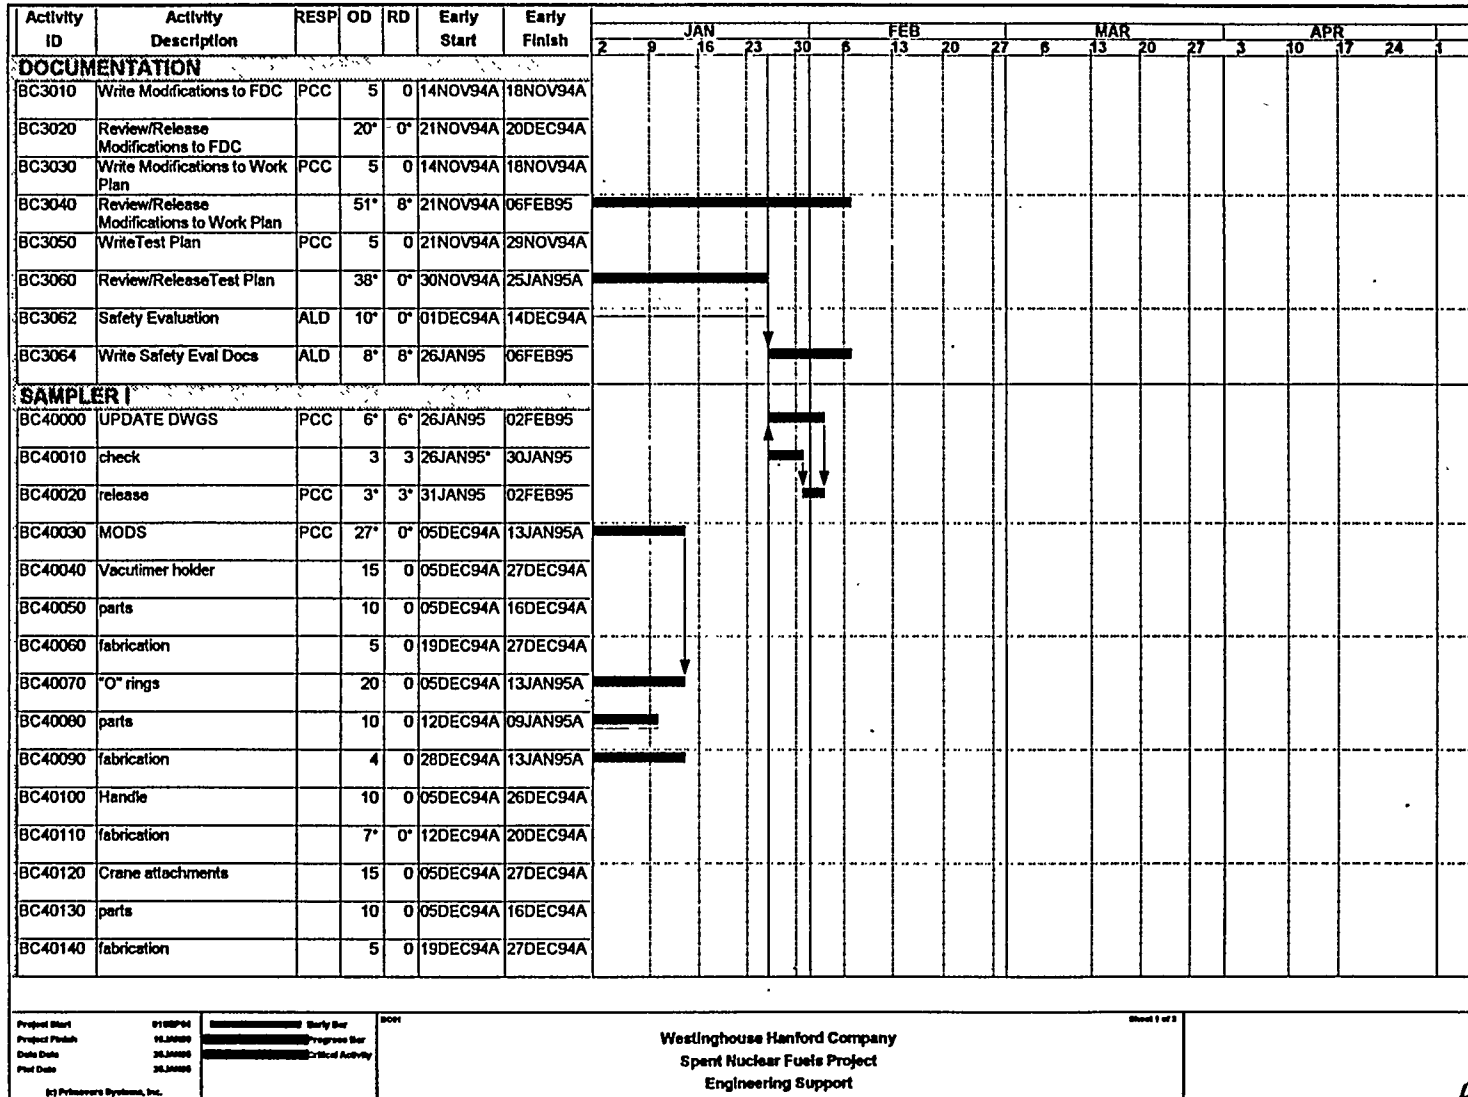 Activity ID Activity Description RESP OD RD Early Start Early Finish
JAN FEB MAR APR
2 9 16 23 30 6 13 20 27 6 13 20 27 3 10 17 24 1
DOCUMENTATION
BC3010 Write Modifications to FDC PCC 5 0 14NOV94A 18NOV94A
BC3020 Review/Release Modifications to FDC 20* 0* 21NOV94A 20DEC94A
BC3030 Write Modifications to Work Plan PCC 5 0 14NOV94A 18NOV94A
BC3040 Review/Release Modifications to Work Plan 51* 8* 21NOV94A 06FEB95
BC3050 WriteTest Plan PCC 5 0 21NOV94A 29NOV94A
BC3060 Review/ReleaseTest Plan 38* 0* 30NOV94A 25JAN95A
BC3062 Safety Evaluation ALD 10* 0* 01DEC94A 14DEC94A
BC3064 Write Safety Eval Docs ALD 8* 8* 26JAN95 06FEB95
SAMPLER I
BC40000 UPDATE DWGS PCC 6* 6* 26JAN95 02FEB95
BC40010 check 3 3 26JAN95* 30JAN95
BC40020 release PCC 3* 3* 31JAN95 02FEB95
BC40030 MODS PCC 27* 0* 05DEC94A 13JAN95A
BC40040 Vacutimer holder 15 0 05DEC94A 27DEC94A
BC40050 parts 10 0 05DEC94A 16DEC94A
BC40060 fabrication 5 0 19DEC94A 27DEC94A
BC40070 "O" rings 20 0 05DEC94A 13JAN95A
BC40080 parts 10 0 12DEC94A 09JAN95A
BC40090 fabrication 4 0 28DEC94A 13JAN95A
BC40100 Handle 10 0 05DEC94A 26DEC94A
BC40110 fabrication 7* 0* 12DEC94A 20DEC94A
BC40120 Crane attachments 15 0 05DEC94A 27DEC94A
BC40130 parts 10 0 05DEC94A 16DEC94A
BC40140 fabrication 5 0 19DEC94A 27DEC94A
Project Start 01SEP94 Early Bar
Project Finish Progress Bar
Data Date 26JAN95 Critical Activity
Plot Date 26JAN95
(c) Primavera Systems, Inc.
Sheet 1 of 3
Westinghouse Hanford Company
Spent Nuclear Fuels Project
Engineering Support